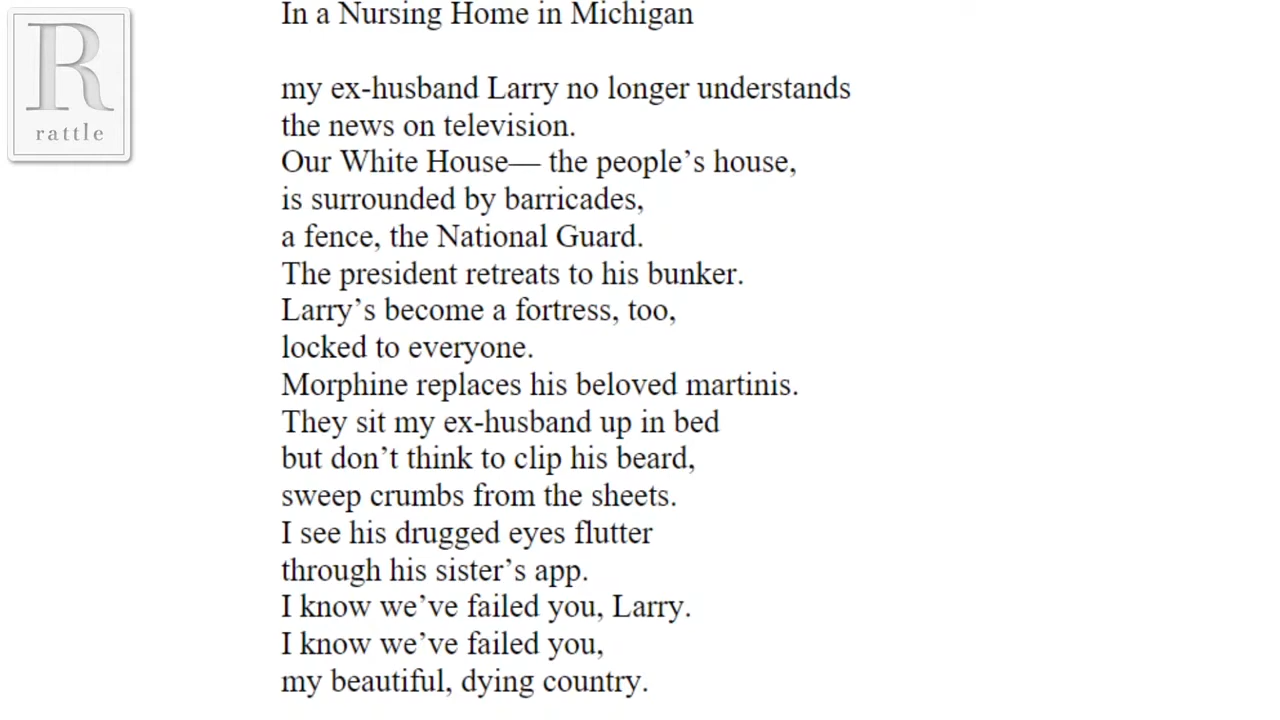 R
rattle
In a Nursing Home in Michigan
my ex-husband Larry no longer understands
the news on television.
Our White House— the people’s house,
is surrounded by barricades,
a fence, the National Guard.
The president retreats to his bunker.
Larry’s become a fortress, too,
locked to everyone.
Morphine replaces his beloved martinis.
They sit my ex-husband up in bed
but don’t think to clip his beard,
sweep crumbs from the sheets.
I see his drugged eyes flutter
through his sister’s app.
I know we’ve failed you, Larry.
I know we’ve failed you,
my beautiful, dying country.